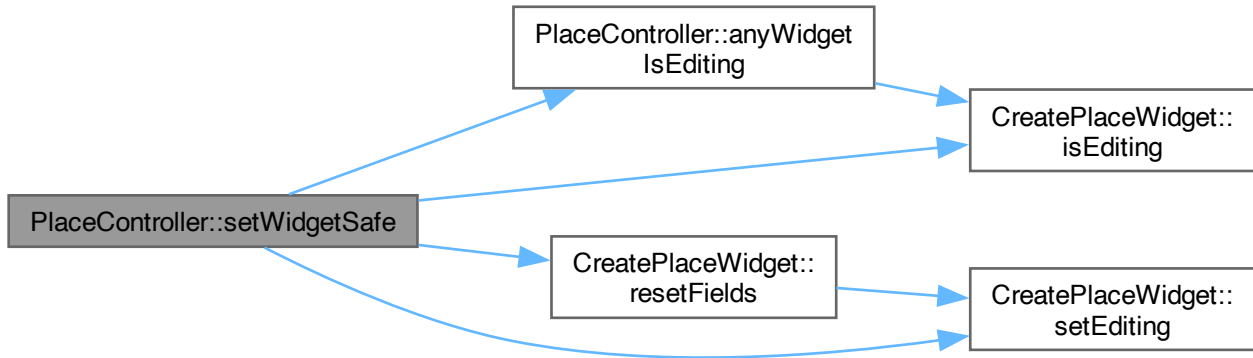 PlaceController::anyWidget
IsEditing
CreatePlaceWidget::
isEditing
PlaceController::setWidgetSafe
CreatePlaceWidget::
resetFields
CreatePlaceWidget::
setEditing